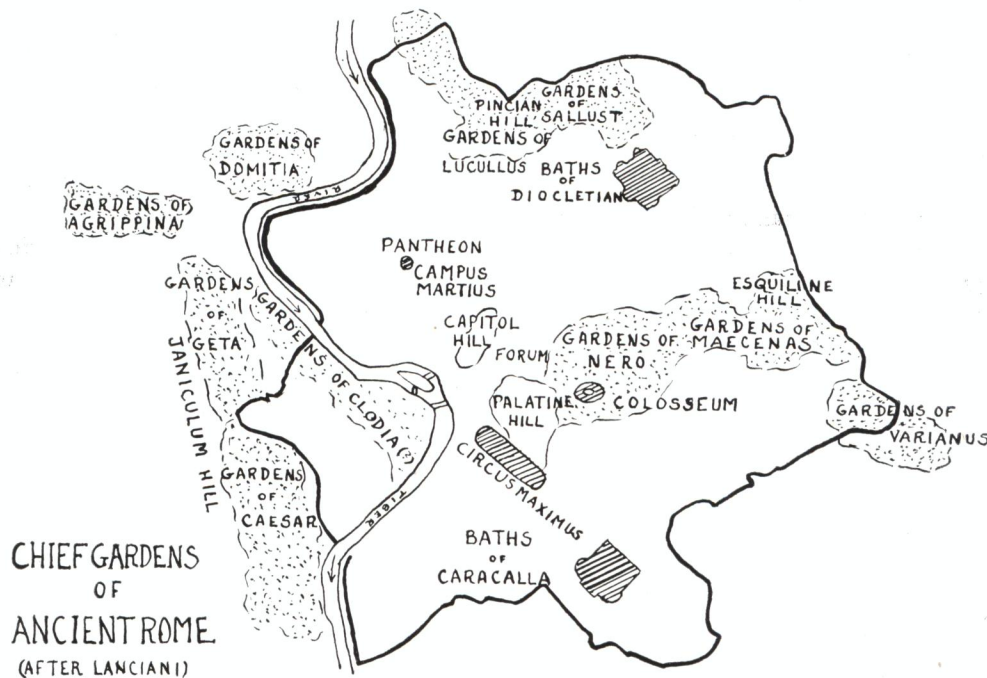 PINCIAN
HILL
GARDENS OF
LUCULLUS
GARDENS
OF
SALLUST
GARDENS OF
DOMITIA
BATHS
OF
DIOCLETIAN
RIVER
GARDENS OF
AGRIPPINA
PANTHEON
CAMPUS
MARTIUS
GARDENS
OF
GETA
GARDENS OF CLODIA(?)
JANICULUM HILL
CAPITOL
HILL
FORUM
GARDENS OF
NERO
ESQUILINE
HILL
GARDENS OF
MAECENAS
PALATINE
HILL
COLOSSEUM
GARDENS OF
VARIANUS
CIRCUS MAXIMUS
GARDENS
OF
CAESAR
TIBER
BATHS
OF
CARACALLA
CHIEF GARDENS
OF
ANCIENT ROME
(AFTER LANCIANI)